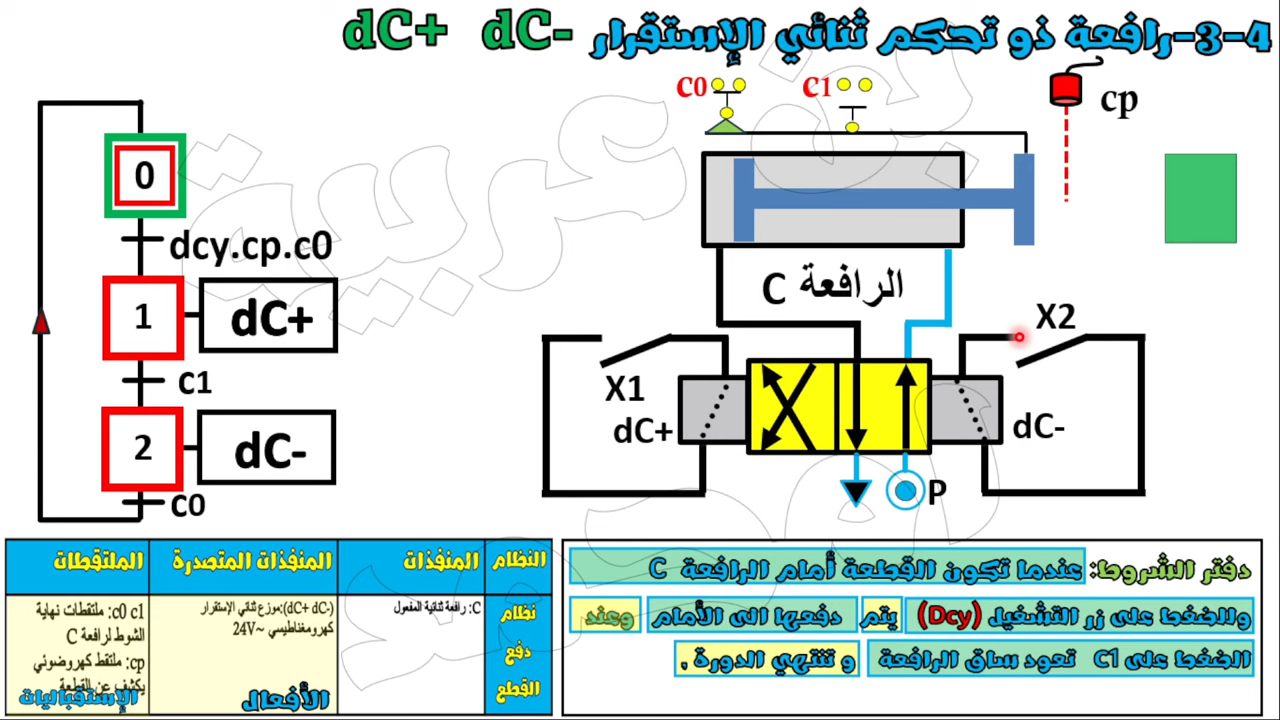 3-4-رافعة ذو تحكم ثنائي الإستقرار dC+ dC-
c0
c1
cp
0
dcy.cp.c0
1
dC+
c1
2
dC-
c0
الرافعة C
X1
dC+
X2
dC-
P
النظام
المنفذات
المنفذات المتصدرة
الملتقطات
نظام
دفع
القطع
C: رافعة ثنائية المفعول
(dC+ dC-):موزع ثنائي الإستقرار
كهرومغناطيسي ~24V
الأفعال
c0 c1: ملتقطات نهاية
الشوط لرافعة C
cp: ملتقط كهروضوئي
يكشف عن القطعة
الإستقباليات
دفتر الشروط: عندما تكون القطعة أمام الرافعة C
وللضغط على زر التشغيل (Dcy) يتم دفعها الى الأمام وعند
الضغط على c1 تعود ساق الرافعة و تنتهي الدورة .